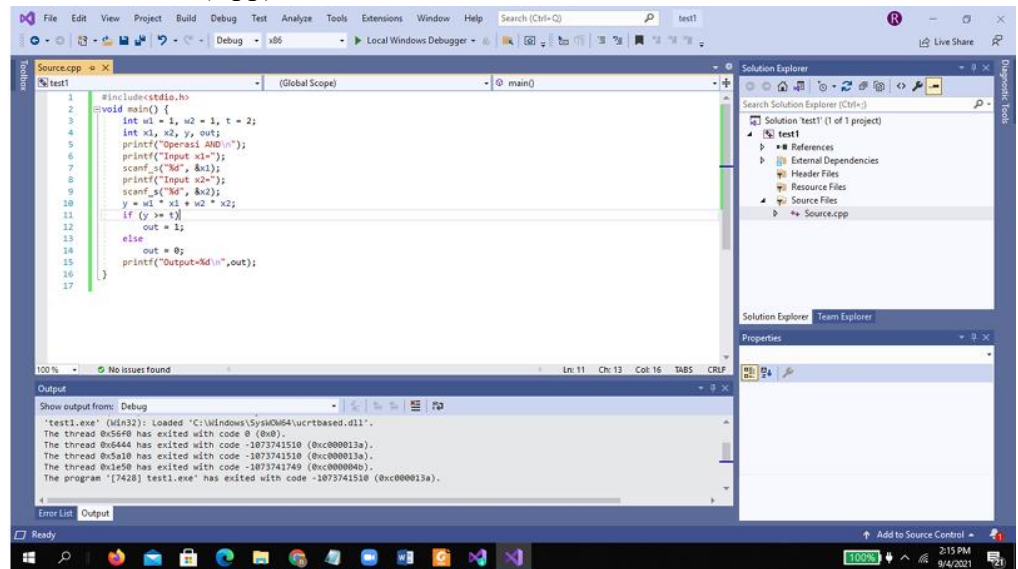 File Edit View Project Build Debug Test Analyze Tools Extensions Window Help Search (Ctrl+Q) test1 R
Debug x86 Local Windows Debugger Live Share
Toolbox
Source.cpp
test1 (Global Scope) main()
1 #include<stdio.h>
2 void main() {
3 int w1 = 1, w2 = 1, t = 2;
4 int x1, x2, y, out;
5 printf("Operasi AND\n");
6 printf("Input x1=");
7 scanf_s("%d", &x1);
8 printf("Input x2=");
9 scanf_s("%d", &x2);
10 y = w1 * x1 + w2 * x2;
11 if (y >= t)
12 out = 1;
13 else
14 out = 0;
15 printf("Output=%d\n",out);
16 }
17
100 % No issues found Ln: 11 Ch: 13 Col: 16 TABS CRLF
Output
Show output from: Debug
'test1.exe' (Win32): Loaded 'C:\Windows\SysWOW64\ucrtbased.dll'.
The thread 0x56f0 has exited with code 0 (0x0).
The thread 0x6444 has exited with code -1073741510 (0xc000013a).
The thread 0x5a10 has exited with code -1073741510 (0xc000013a).
The thread 0x1e50 has exited with code -1073741749 (0xc000004b).
The program '[7428] test1.exe' has exited with code -1073741510 (0xc000013a).
Error List Output
Solution Explorer
Search Solution Explorer (Ctrl+;)
Solution 'test1' (1 of 1 project)
test1
References
External Dependencies
Header Files
Resource Files
Source Files
Source.cpp
Solution Explorer Team Explorer
Properties
Diagnostic Tools
Ready Add to Source Control
100% 2:15 PM
9/4/2021